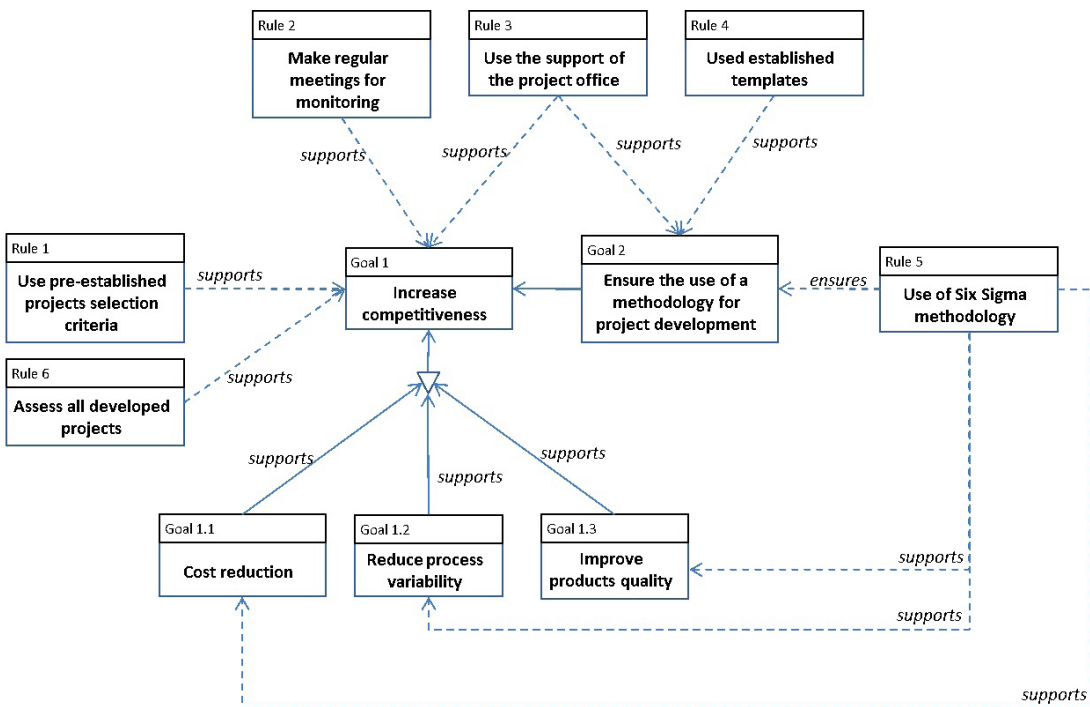 Rule 2
Make regular
meetings for
monitoring
Rule 3
Use the support of
the project office
Rule 4
Used established
templates
supports
supports
supports
supports
Rule 1
Use pre-established
projects selection
criteria
supports
Goal 1
Increase
competitiveness
Goal 2
Ensure the use of a
methodology for
project development
ensures
Rule 5
Use of Six Sigma
methodology
Rule 6
Assess all developed
projects
supports
supports
supports
supports
Goal 1.1
Cost reduction
Goal 1.2
Reduce process
variability
Goal 1.3
Improve
products quality
supports
supports
supports